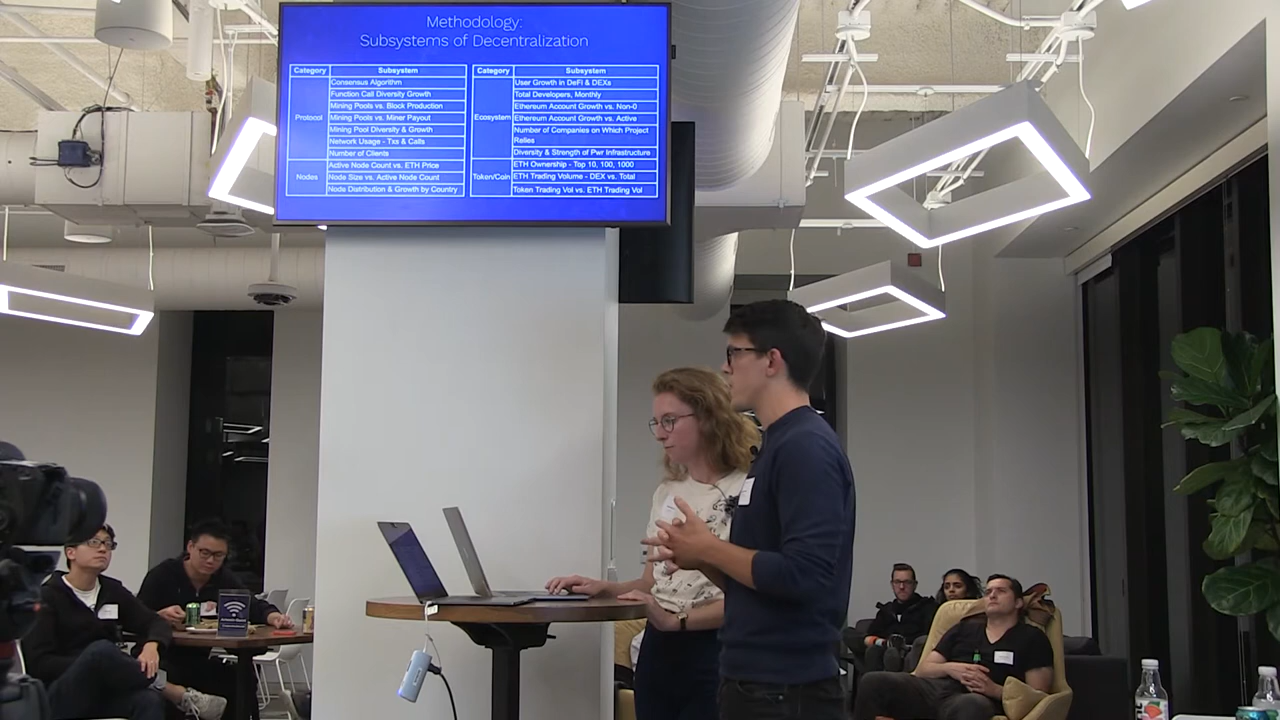 Methodology:
Subsystems of Decentralization
Category Subsystem
Protocol
Consensus Algorithm
Function Call Diversity Growth
Mining Pools vs. Block Production
Mining Pools vs. Miner Payout
Mining Pool Diversity & Growth
Network Usage - Txs & Calls
Number of Clients
Nodes
Active Node Count vs. ETH Price
Node Size vs. Active Node Count
Node Distribution & Growth by Country
Category Subsystem
Ecosystem
User Growth in DeFi & DEXs
Total Developers, Monthly
Ethereum Account Growth vs. Non-0
Ethereum Account Growth vs. Active
Number of Companies on Which Project
Relies
Diversity & Strength of Pwr Infrastructure
Token/Coin
ETH Ownership - Top 10, 100, 1000
ETH Trading Volume - DEX vs. Total
Token Trading Vol vs. ETH Trading Vol